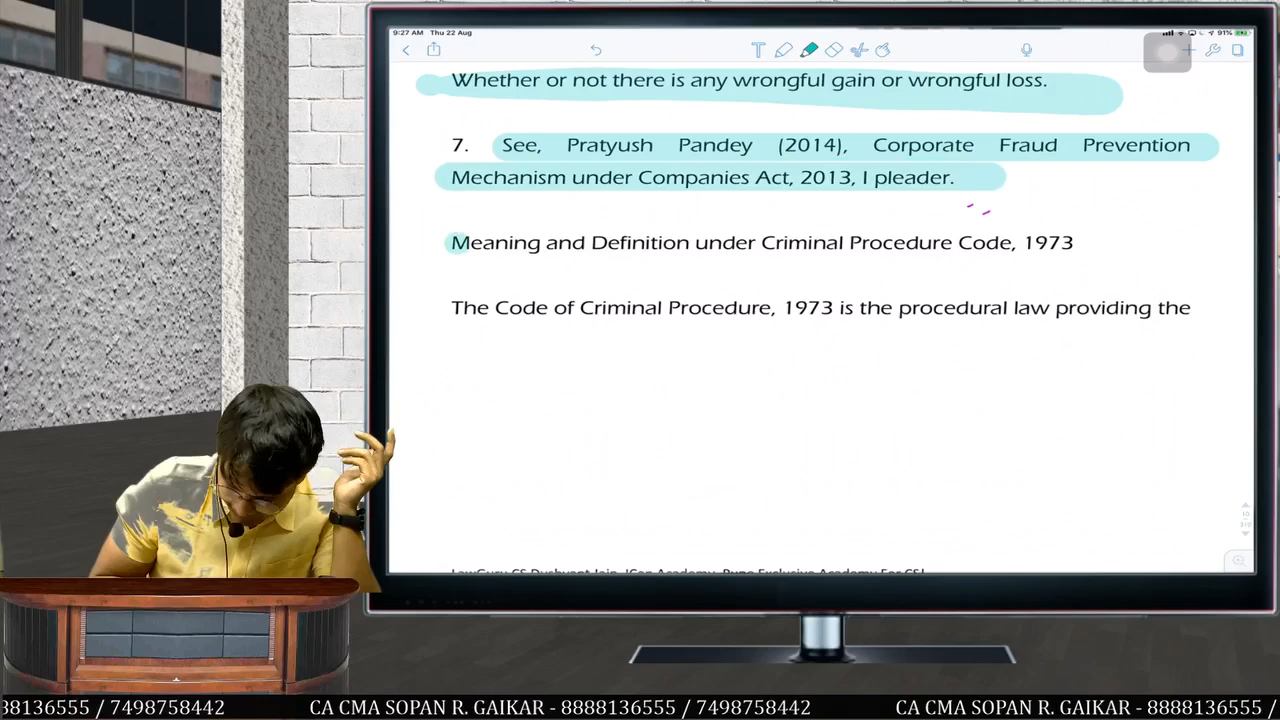 9:27 AM Thu 22 Aug
91%
Whether or not there is any wrongful gain or wrongful loss.
7. See, Pratyush Pandey (2014), Corporate Fraud Prevention
Mechanism under Companies Act, 2013, I pleader.
Meaning and Definition under Criminal Procedure Code, 1973
The Code of Criminal Procedure, 1973 is the procedural law providing the
88136555 / 7498758442 CA CMA SOPAN R. GAIKAR - 8888136555 / 7498758442 CA CMA SOPAN R. GAIKAR - 8888136555 /